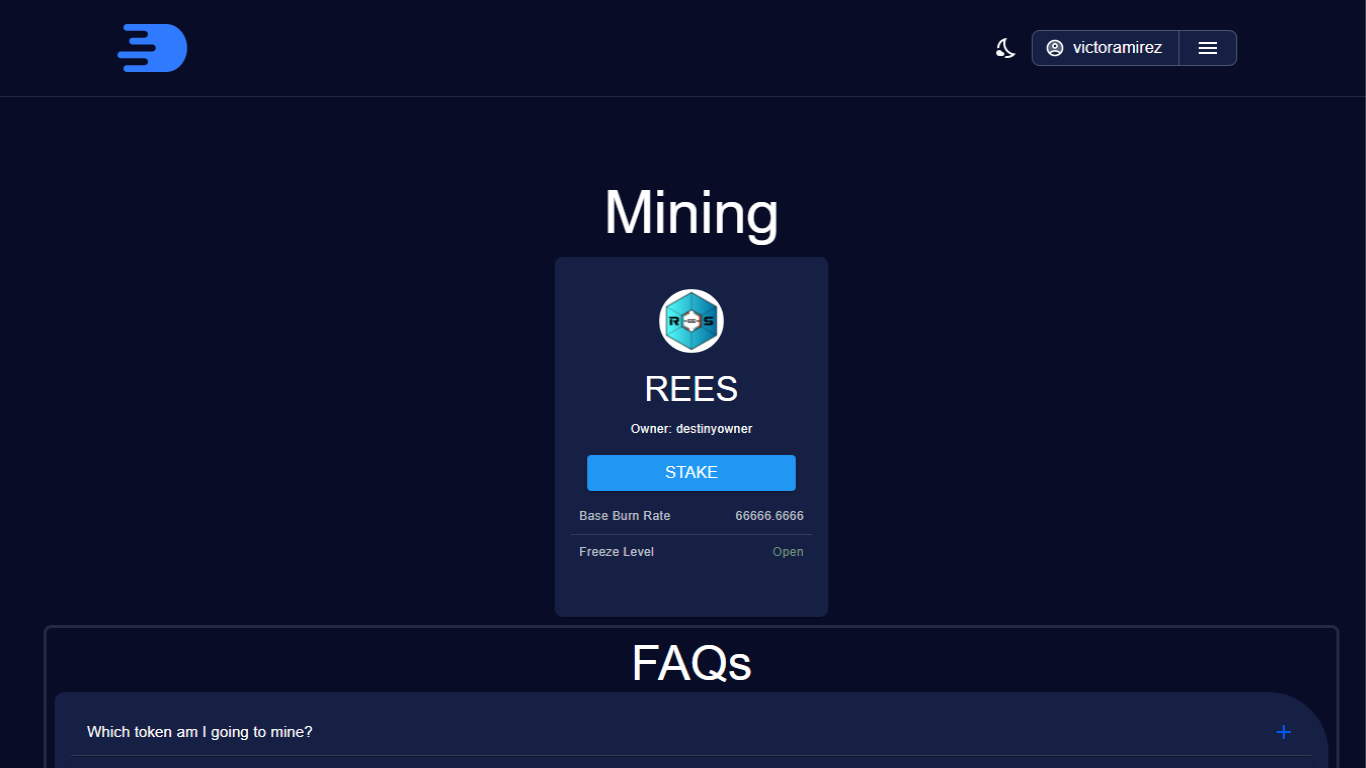 victoramirez
Mining
REES
REES
Owner: destinyowner
STAKE
Base Burn Rate 66666.6666
Freeze Level Open
FAQs
Which token am I going to mine?